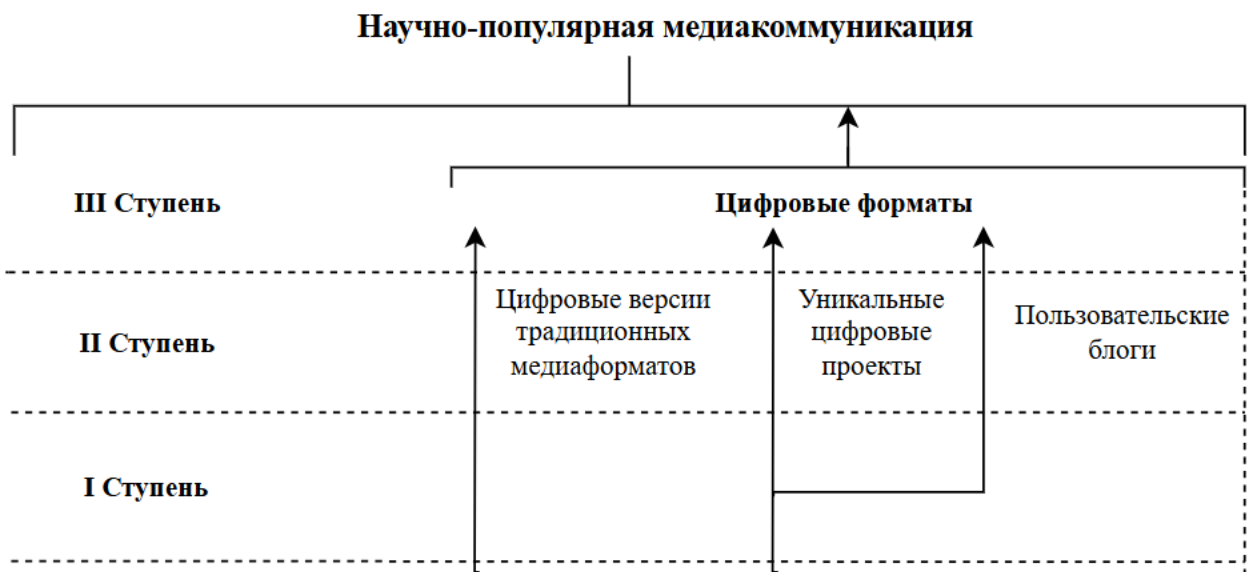 Научно-популярная медиакоммуникация
III Ступень
Цифровые форматы
II Ступень
Цифровые версии
традиционных
медиаформатов
Уникальные
цифровые
проекты
Пользовательские
блоги
I Ступень